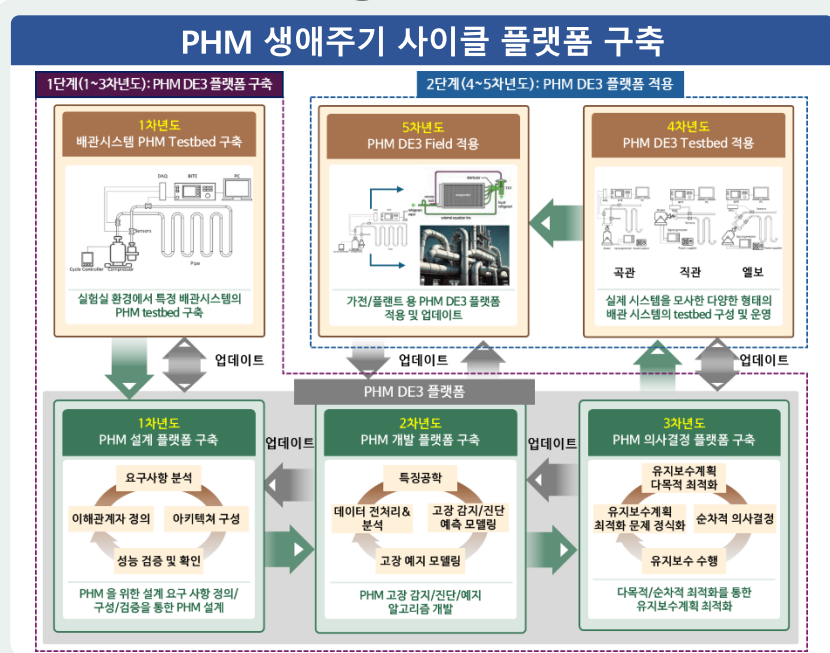 PHM 생애주기 사이클 플랫폼 구축
1단계(1~3차년도): PHM DE3 플랫폼 구축
2단계(4~5차년도): PHM DE3 플랫폼 적용
1차년도
배관시스템 PHM Testbed 구축
DAQ
BITE
PC
Sensors
Pipe
Cycle Controller
Compressor
실험실 환경에서 특정 배관시스템의
PHM testbed 구축
5차년도
PHM DE3 Field 적용
가전/플랜트 용 PHM DE3 플랫폼
적용 및 업데이트
4차년도
PHM DE3 Testbed 적용
곡관
직관
엘보
실제 시스템을 모사한 다양한 형태의
배관 시스템의 testbed 구성 및 운영
업데이트
업데이트
업데이트
PHM DE3 플랫폼
1차년도
PHM 설계 플랫폼 구축
요구사항 분석
이해관계자 정의
아키텍쳐 구성
성능 검증 및 확인
PHM 을 위한 설계 요구 사항 정의/
구성/검증을 통한 PHM 설계
업데이트
2차년도
PHM 개발 플랫폼 구축
특징공학
데이터 전처리&
분석
고장 감지/진단
예측 모델링
고장 예지 모델링
PHM 고장 감지/진단/예지
알고리즘 개발
업데이트
3차년도
PHM 의사결정 플랫폼 구축
유지보수계획
다목적 최적화
유지보수계획
최적화 문제 정식화
순차적 의사결정
유지보수 수행
다목적/순차적 최적화를 통한
유지보수계획 최적화